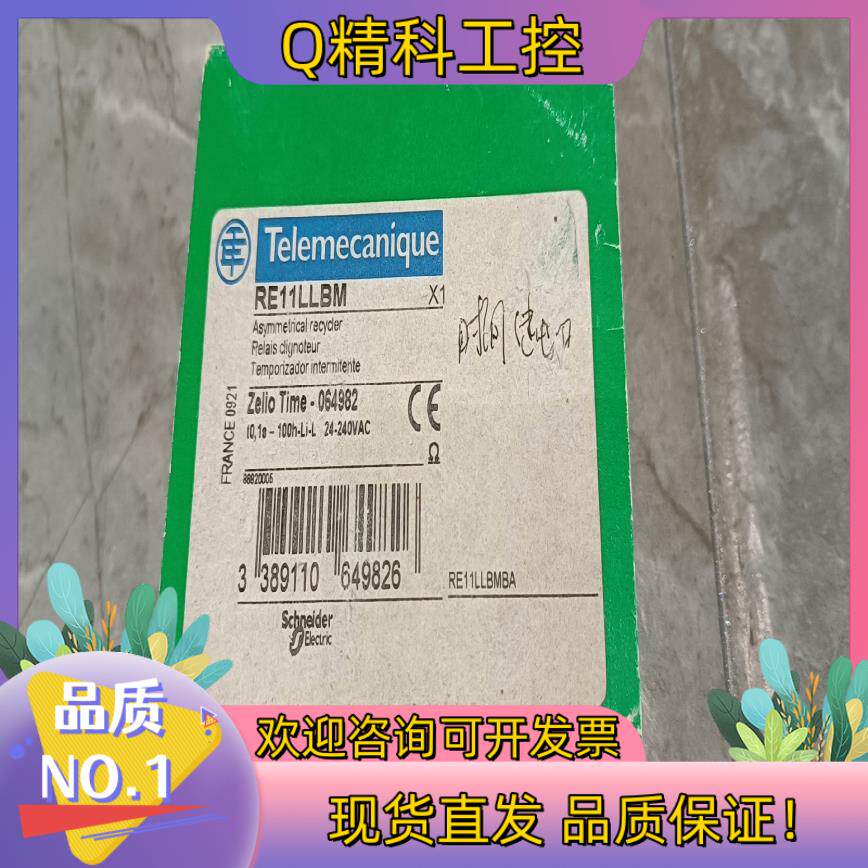 Q精科工控
Telemecanique
RE11LLBM X1
Asymmetrical recycler
Relais clignoteur
Temporizador intermitente
时间继电器
FRANCE 0921
Zelio Time - 064982
t0,1s - 100h-Li-L 24-240VAC
CE
Ω
88820005
3 389110 649826
RE11LLBMBA
Schneider
Electric
品质
NO.1
欢迎咨询可开发票
现货直发 品质保证！